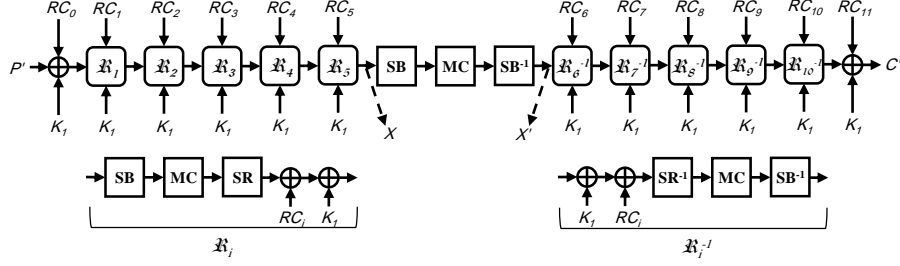 RC0 RC1 RC2 RC3 RC4 RC5 RC6 RC7 RC8 RC9 RC10 RC11
P' ℜ1 ℜ2 ℜ3 ℜ4 ℜ5 SB MC SB-1 ℜ6-1 ℜ7-1 ℜ8-1 ℜ9-1 ℜ10-1 C'
K1 K1 K1 K1 K1 K1 X X' K1 K1 K1 K1 K1 K1
SB MC SR SR-1 MC SB-1
RCi K1 K1 RCi
ℜi ℜi-1